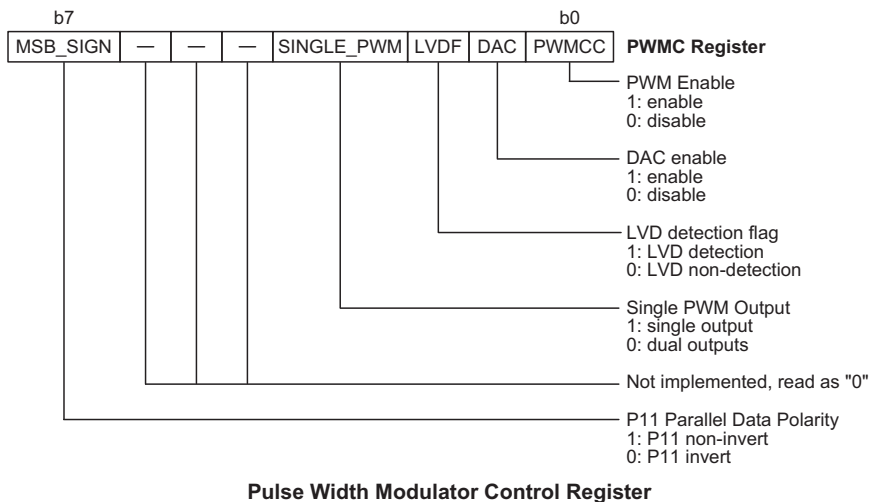 b7 b0
MSB_SIGN — — — SINGLE_PWM LVDF DAC PWMCC PWMC Register
PWM Enable
1: enable
0: disable
DAC enable
1: enable
0: disable
LVD detection flag
1: LVD detection
0: LVD non-detection
Single PWM Output
1: single output
0: dual outputs
Not implemented, read as "0"
P11 Parallel Data Polarity
1: P11 non-invert
0: P11 invert
Pulse Width Modulator Control Register